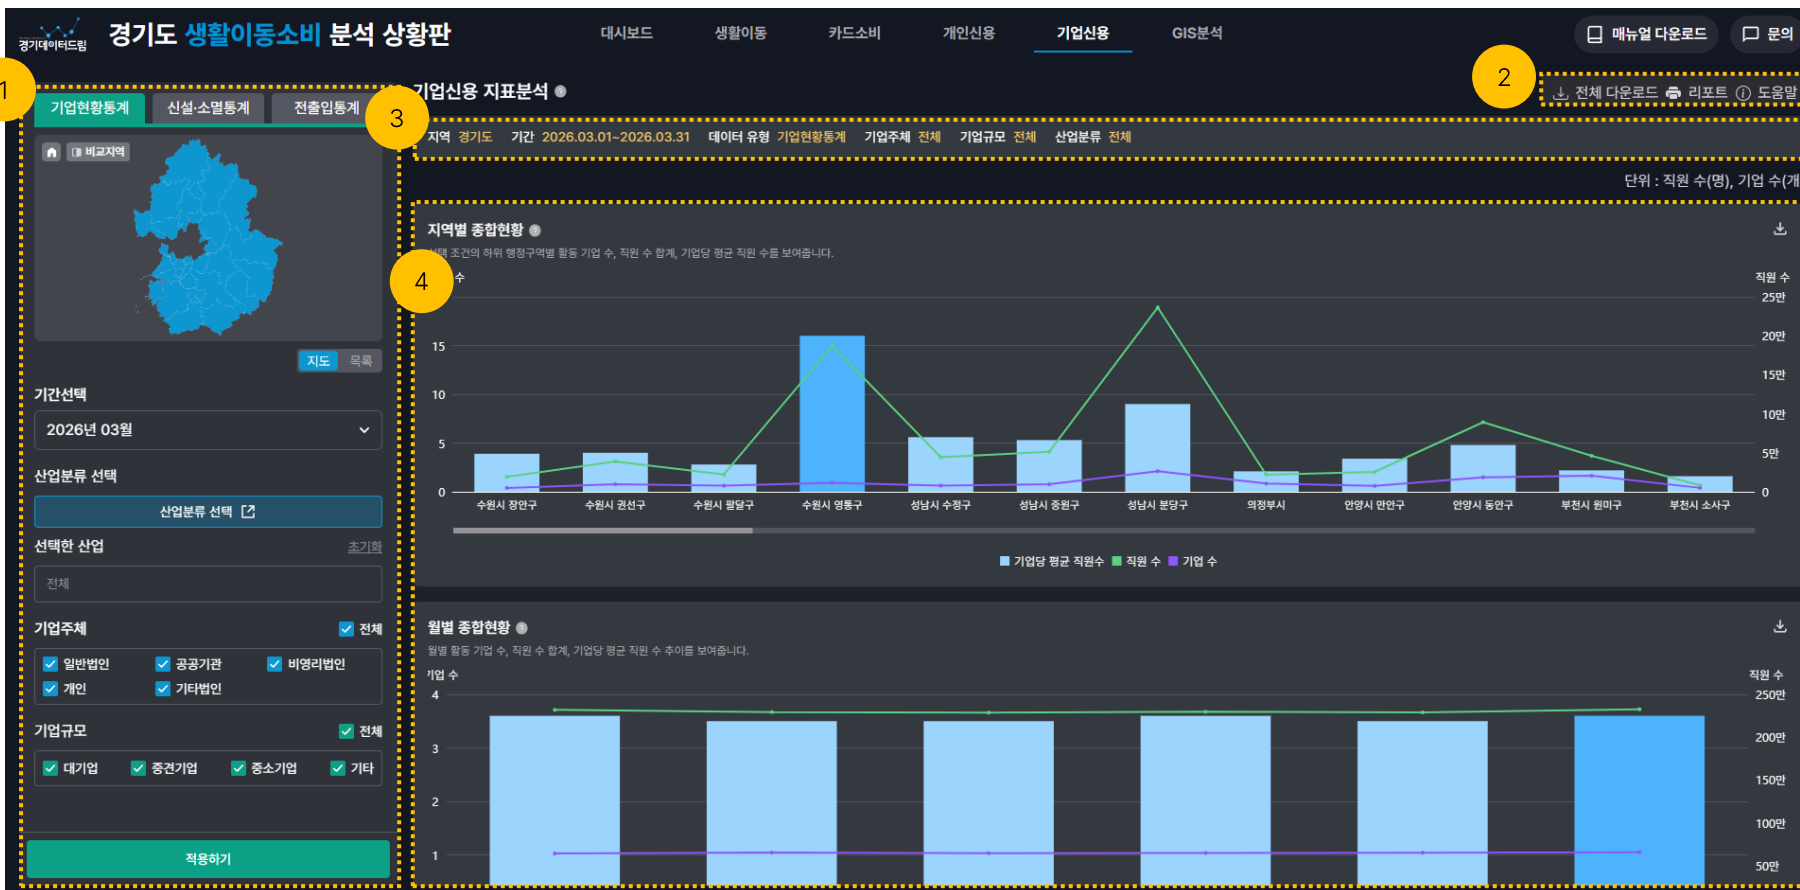 경기데이터드림
경기도 생활이동소비 분석 상황판
대시보드 생활이동 카드소비 개인신용 기업신용 GIS분석
매뉴얼 다운로드 문의
1
2
3
4
기업현황통계 신설·소멸통계 전출입통계
비교지역
지도 목록
기간선택
2026년 03월
산업분류 선택
산업분류 선택
선택한 산업 초기화
전체
기업주체 전체
일반법인 공공기관 비영리법인
개인 기타법인
기업규모 전체
대기업 중견기업 중소기업 기타
적용하기
기업신용 지표분석
전체 다운로드 리포트 도움말
지역 경기도 기간 2026.03.01~2026.03.31 데이터 유형 기업현황통계 기업주체 전체 기업규모 전체 산업분류 전체
단위 : 직원 수(명), 기업 수(개
지역별 종합현황
조건의 하위 행정구역별 활동 기업 수, 직원 수 합계, 기업당 평균 직원 수를 보여줍니다.
수 직원 수
25만
15 20만
15만
10 10만
5 5만
0 0
수원시 장안구 수원시 권선구 수원시 팔달구 수원시 영통구 성남시 수정구 성남시 중원구 성남시 분당구 의정부시 안양시 만안구 안양시 동안구 부천시 원미구 부천시 소사구
기업당 평균 직원수 직원 수 기업 수
월별 종합현황
월별 활동 기업 수, 직원 수 합계, 기업당 평균 직원 수 추이를 보여줍니다.
기업 수 직원 수
4 250만
3 200만
150만
2
100만
1
50만